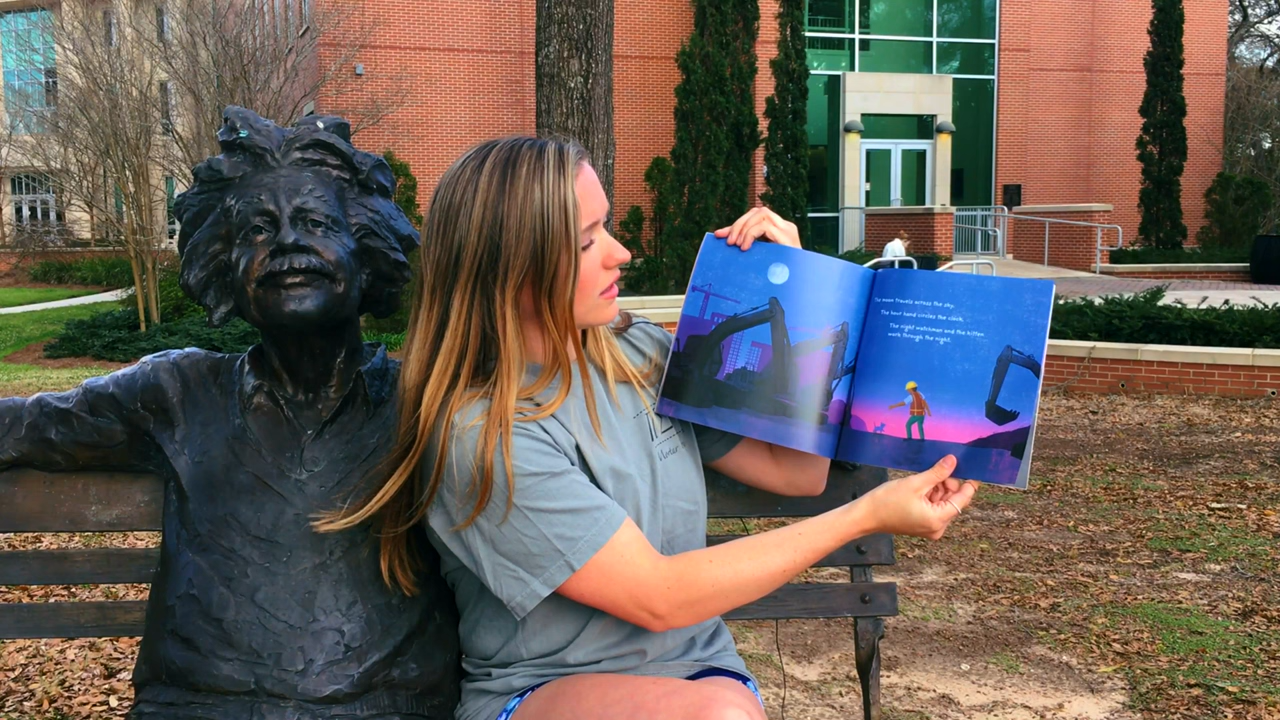 The moon travels across the sky.
The hour hand circles the clock.
The night watchman and the kitten
walk through the night.